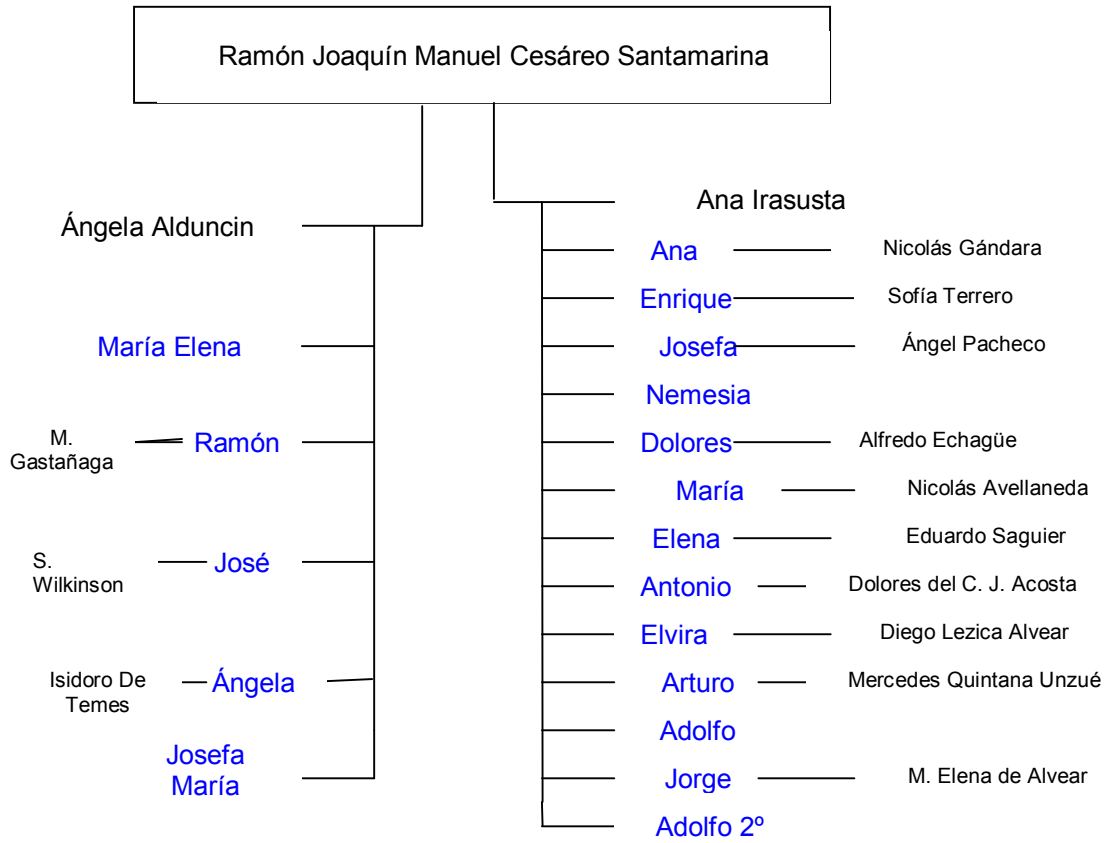 Ramón Joaquín Manuel Cesáreo Santamarina
Ángela Alduncin
María Elena
M.
Gastañaga
Ramón
S.
Wilkinson
José
Isidoro De
Temes
Ángela
Josefa
María
Ana Irasusta
Ana
Nicolás Gándara
Enrique
Sofía Terrero
Josefa
Ángel Pacheco
Nemesia
Dolores
Alfredo Echagüe
María
Nicolás Avellaneda
Elena
Eduardo Saguier
Antonio
Dolores del C. J. Acosta
Elvira
Diego Lezica Alvear
Arturo
Mercedes Quintana Unzué
Adolfo
Jorge
M. Elena de Alvear
Adolfo 2º